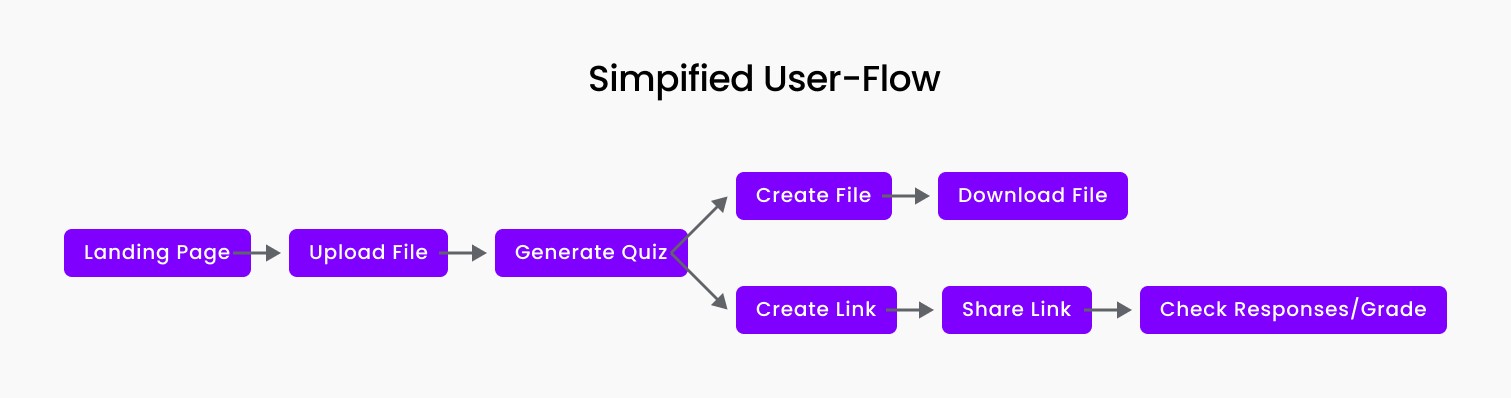 Simpified User-Flow
Landing Page
Upload File
Generate Quiz
Create File
Download File
Create Link
Share Link
Check Responses/Grade